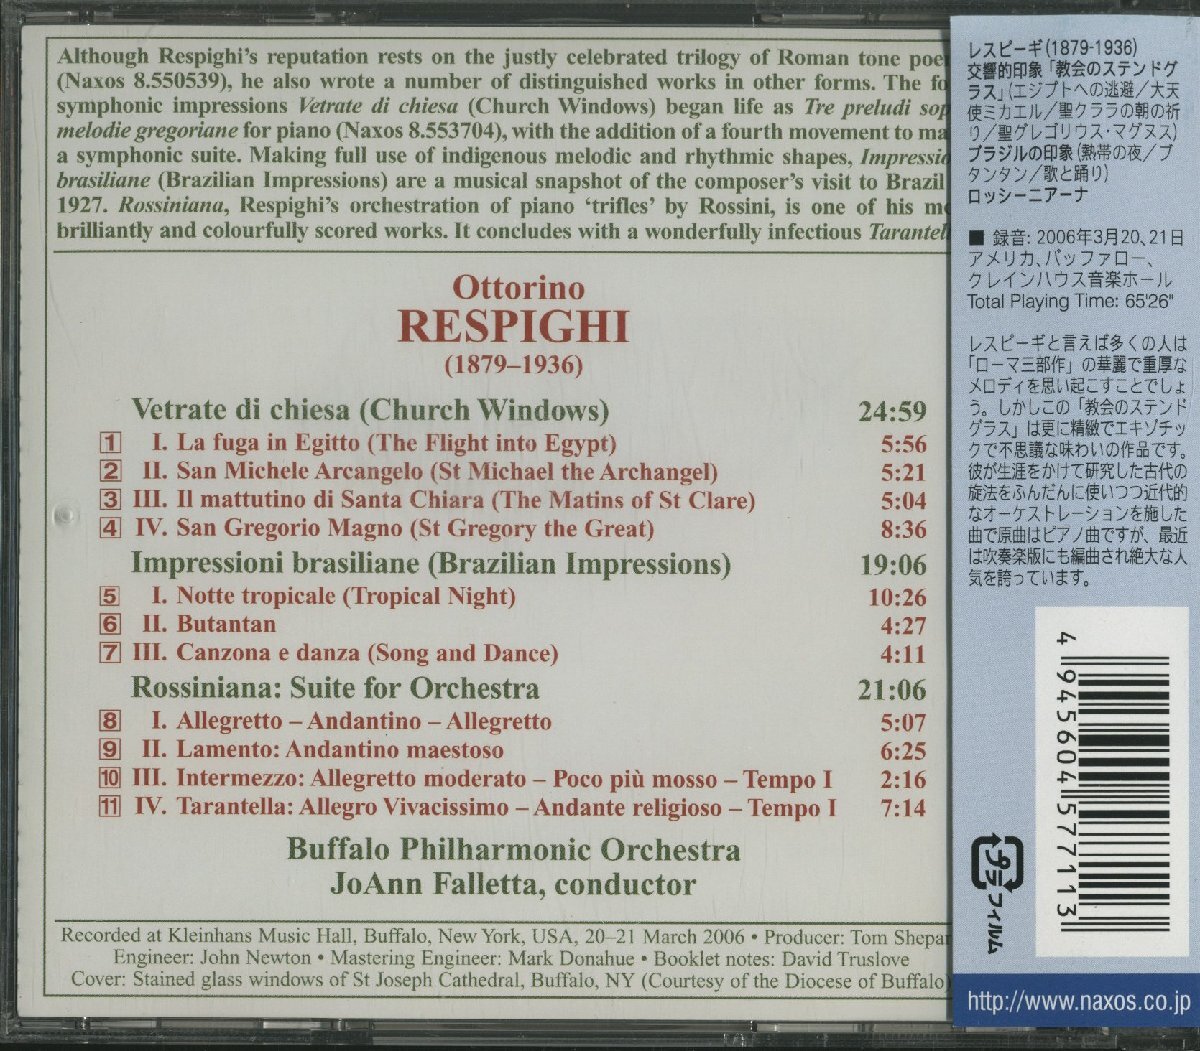 Although Respighi's reputation rests on the justly celebrated trilogy of Roman tone
(Naxos 8.550539), he also wrote a number of distinguished works in other forms. The
symphonic impressions Vetrate di chiesa (Church Windows) began life as Tre preludi
melodie gregoriane for piano (Naxos 8.553704), with the addition of a fourth movement to
a symphonic suite. Making full use of indigenous melodic and rhythmic shapes,
brasiliane (Brazilian Impressions) are a musical snapshot of the composer's visit to Brazil
1927. Rossiniana, Respighi's orchestration of piano 'trifles' by Rossini, is one of his
brilliantly and colourfully scored works. It concludes with a wonderfully infectious
Ottorino
RESPIGHI
(1879–1936)
Vetrate di chiesa (Church Windows) 24:59
1 I. La fuga in Egitto (The Flight into Egypt) 5:56
2 II. San Michele Arcangelo (St Michael the Archangel) 5:21
3 III. Il mattutino di Santa Chiara (The Matins of St Clare) 5:04
4 IV. San Gregorio Magno (St Gregory the Great) 8:36
Impressioni brasiliane (Brazilian Impressions) 19:06
5 I. Notte tropicale (Tropical Night) 10:26
6 II. Butantan 4:27
7 III. Canzona e danza (Song and Dance) 4:11
Rossiniana: Suite for Orchestra 21:06
8 I. Allegretto – Andantino – Allegretto 5:07
9 II. Lamento: Andantino maestoso 6:25
10 III. Intermezzo: Allegretto moderato – Poco più mosso – Tempo I 2:16
11 IV. Tarantella: Allegro Vivacissimo – Andante religioso – Tempo I 7:14
Buffalo Philharmonic Orchestra
JoAnn Falletta, conductor
Recorded at Kleinhans Music Hall, Buffalo, New York, USA, 20–21 March 2006 • Producer: Tom
Engineer: John Newton • Mastering Engineer: Mark Donahue • Booklet notes: David Truslove
Cover: Stained glass windows of St Joseph Cathedral, Buffalo, NY (Courtesy of the Diocese of Buffalo)
レスピーギ(1879-1936)
交響的印象「教会のステンドグ
ラス」(エジプトへの逃避/大天
使ミカエル/聖クララの朝の祈
り/聖グレゴリウス・マグヌス)
ブラジルの印象(熱帯の夜/ブ
タンタン/歌と踊り)
ロッシーニアーナ
■ 録音: 2006年3月20、21日
アメリカ、バッファロー、
クレインハウス音楽ホール
Total Playing Time: 65'26"
レスピーギと言えば多くの人は
「ローマ三部作」の華麗で重厚な
メロディを思い起こすことでしょ
う。しかしこの「教会のステンド
グラス」は更に精緻でエキゾチッ
クで不思議な味わいの作品です。
彼が生涯をかけて研究した古代の
旋法をふんだんに使いつつ近代的
なオーケストレーションを施した
曲で原曲はピアノ曲ですが、最近
は吹奏楽版にも編曲され絶大な人
気を誇っています。
4 945604 577113
プラ
フィルム
http://www.naxos.co.jp